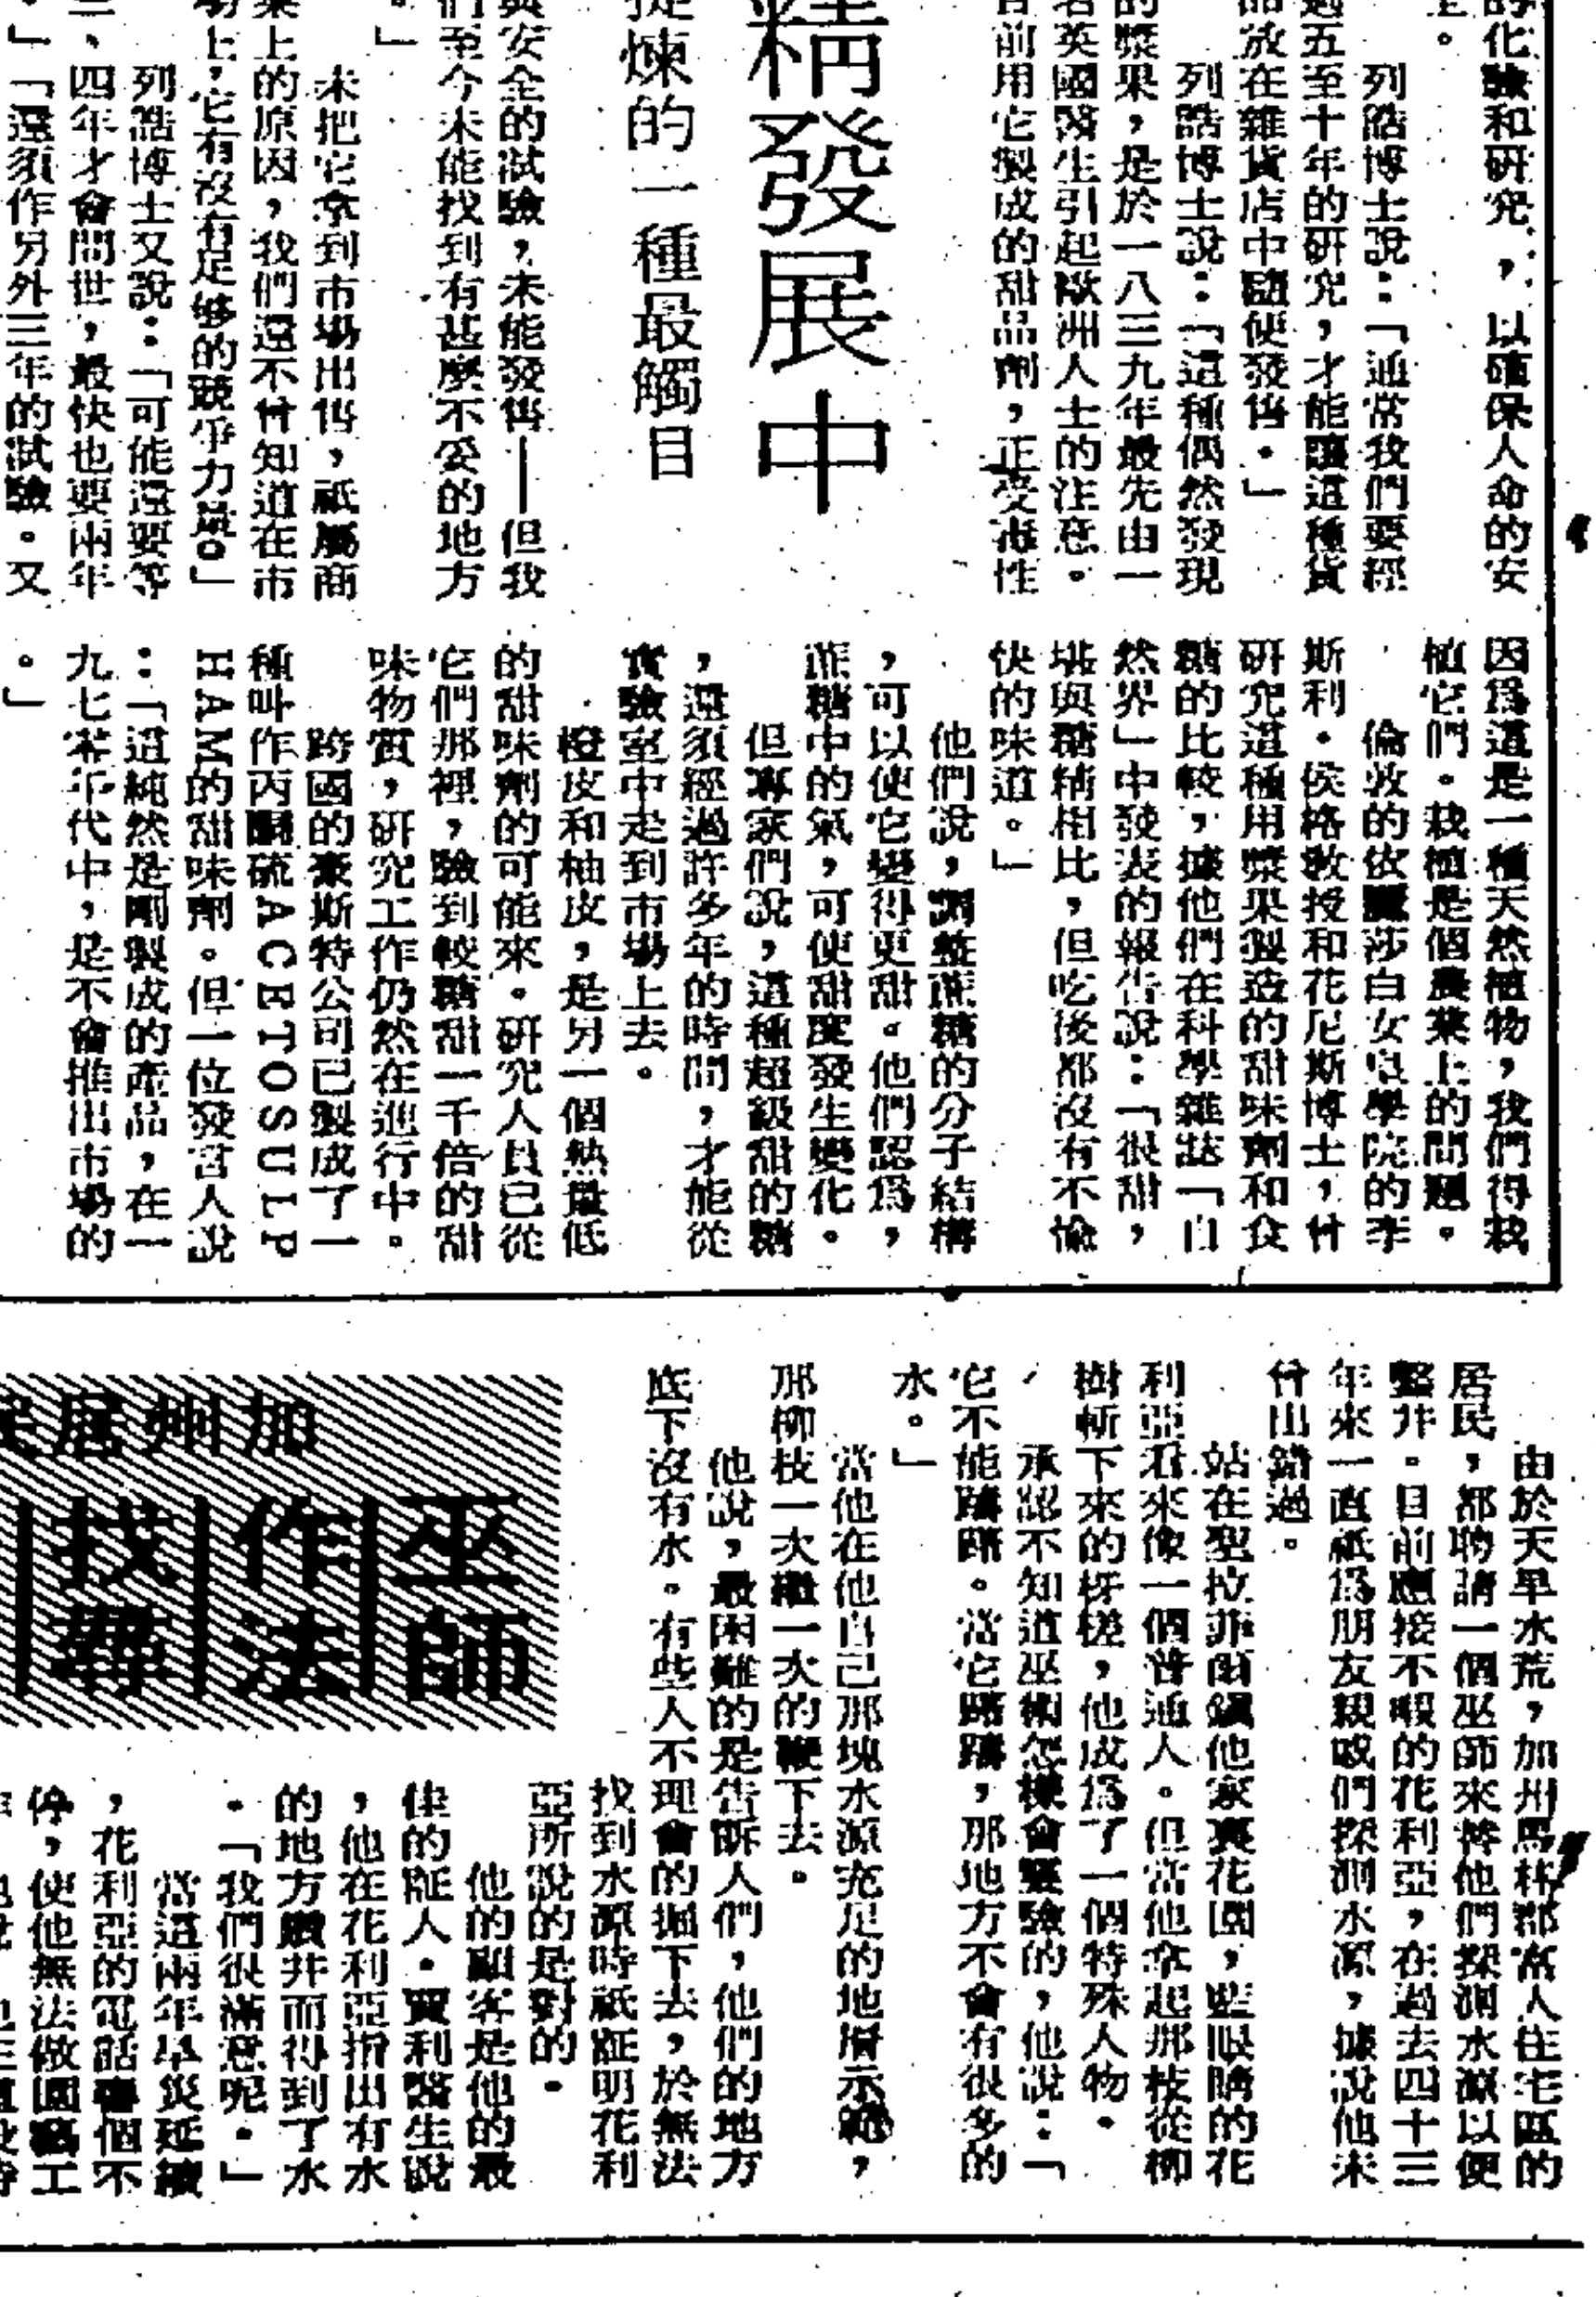 的化驗和研究,以確保人命的安
全。
列誥博士說:「通常我們要經
過五至十年的研究,才能讓這種貨
品放在雜貨店中隨便發售。」
列誥博士說:「這種偶然發現
的漿果,是於一八三九年最先由一
名英國醫生引起歐洲人士的注意。
目前用它製成的甜品劑,正受毒性
精發展中
提煉的一種最觸目
與安全的試驗,未能發售——但我
們至今未能找到有甚麼不妥的地方
。」
未把它拿到市場出售,祇屬商
業上的原因,我們還不曾知道在市
場上,它有沒有足够的競爭力量。」
列誥博士又說:「可能還要等
三、四年才會問世,最快也要兩年
。」「還須作另外三年的試驗。又
因爲這是一種天然植物,我們得栽
植它們。栽植是個農業上的問題。
倫敦的依麗莎白女皇學院的李
斯利・侯格教授和花尼斯博士,曾
研究這種用漿果製造的甜味劑和食
糖的比較,據他們在科學雜誌「自
然界」中發表的報告說:「很甜,
堪與糖精相比,但吃後都沒有不愉
快的味道。」
他們說,調整蔗糖的分子結構
,可以使它變得更甜。他們認爲,
蔗糖中的氣,可使甜度發生變化。
但專家們說,這種超級甜的糖
,還須經過許多年的時間,才能從
實驗室中走到市場上去。
橙皮和柚皮,是另一個熱量低
的甜味劑的可能來。研究人員已從
它們那裡,驗到較糖甜一千倍的甜
味物質,研究工作仍然在進行中。
跨國的豪斯特公司已製成了一
種叫作丙酮硫ACETOSULP
HAM的甜味劑。但一位發言人說
:「這純然是剛製成的產品,在一
九七零年代中,是不會推出市場的
。」
由於天旱水荒,加州馬林郡富人住宅區的
居民,都聘請一個巫師來替他們探測水源以便
鑿井。目前應接不暇的花利亞,在過去四十三
年來一直祇爲朋友親戚們探測水源,據說他未
曾出錯過。
站在聖拉菲爾鎮他家裏花園,藍眼睛的花
利亞看來像一個普通人。但當他拿起那枝從柳
樹斬下來的枒槎,他成爲了一個特殊人物。
承認不知道巫術怎樣會靈驗的,他說:「
它不能躊躇。當它躊躇,那地方不會有很多的
水。」
當他在他自己那塊水源充足的地層示範,
那柳枝一次繼一次的鞭下去。
他說,最困難的是告訴人們,他們的地方
底下沒有水。有些人不理會的掘下去,於無法
找到水源時祇証明花利
亞所說的是對的。
他的顧客是他的最
佳的証人。賈利醫生說
,他在花利亞指出有水
的地方鑽井而得到了水
。「我們很滿意呢。」
當這兩年旱災延續
,花利亞的電話響個不
停,使他無法做園藝工
加州居民
巫師
作法
找尋